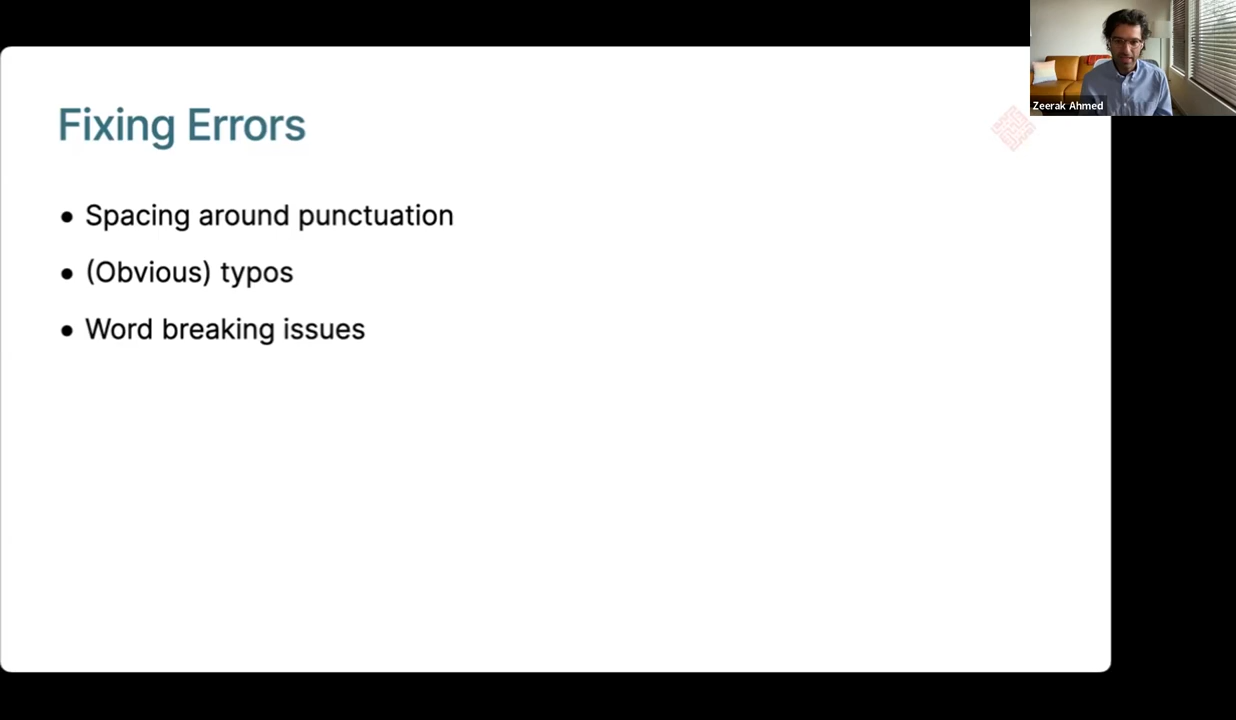 Fixing Errors
• Spacing around punctuation
• (Obvious) typos
• Word breaking issues
Zeerak Ahmed